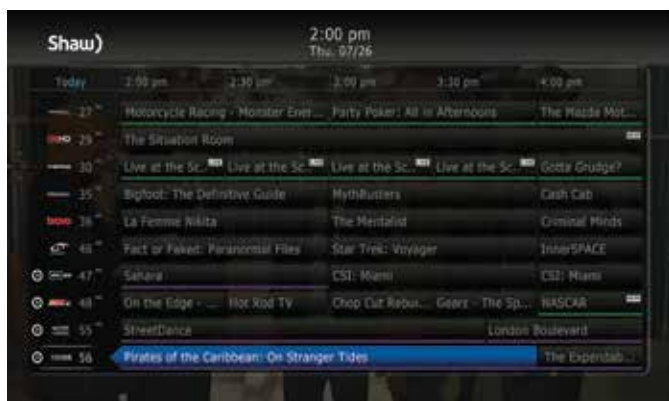 Shaw)
2:00 pm
Thu. 07/26
Today 2:00 pm 2:30 pm 3:00 pm 3:30 pm 4:00 pm
27 Motorcycle Racing - Monster Ener... Party Poker: All in Afternoons The Mazda Mot...
29 The Situation Room
30 Live at the Sc... Live at the Sc... Live at the Sc... Live at the Sc... Gotta Grudge?
35 Bigfoot: The Definitive Guide MythBusters Cash Cab
bravo 38 La Femme Nikita The Mentalist Criminal Minds
46 Fact or Faked: Paranormal Files Star Trek: Voyager InnerSPACE
47 Sahara CSI: Miami CSI: Miami
48 On the Edge - ... Hot Rod TV Chop Cut Rebui... Gears - The Sp... NASCAR
55 StreetDance London Boulevard
56 Pirates of the Caribbean: On Stranger Tides The Expendab...